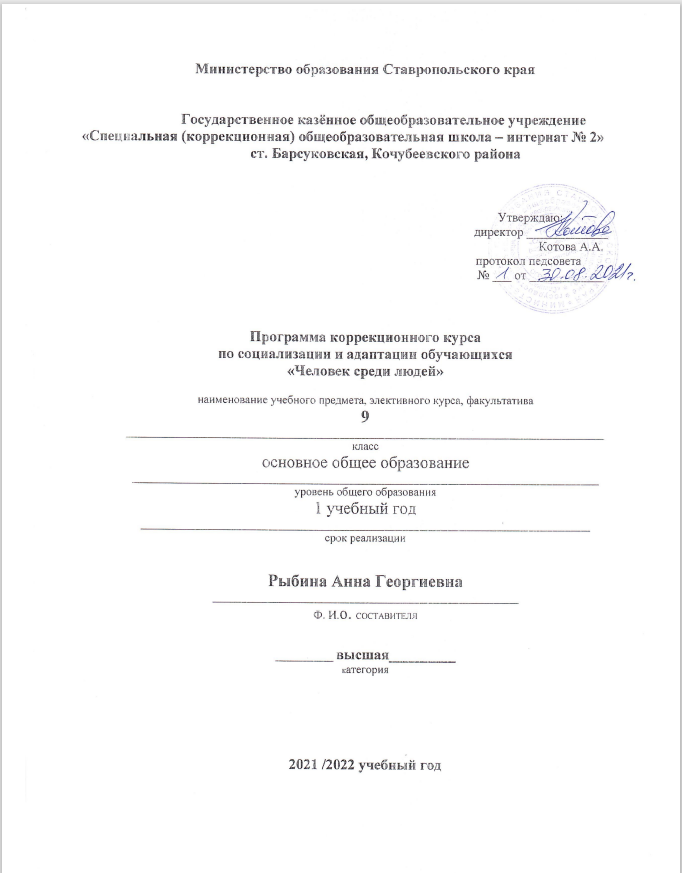 Министерство образования Ставропольского края
Государственное казённое общеобразовательное учреждение
«Специальная (коррекционная) общеобразовательная школа – интернат № 2»
ст. Барсуковская, Кочубеевского района
Утверждаю:
директор
Котова А.А.
протокол педсовета
№ 1 от 30.08.2021г.
Программа коррекционного курса
по социализации и адаптации обучающихся
«Человек среди людей»
наименование учебного предмета, элективного курса, факультатива
9
класс
основное общее образование
уровень общего образования
1 учебный год
срок реализации
Рыбина Анна Георгиевна
Ф. И.О. СОСТАВИТЕЛЯ
высшая
категория
2021 /2022 учебный год